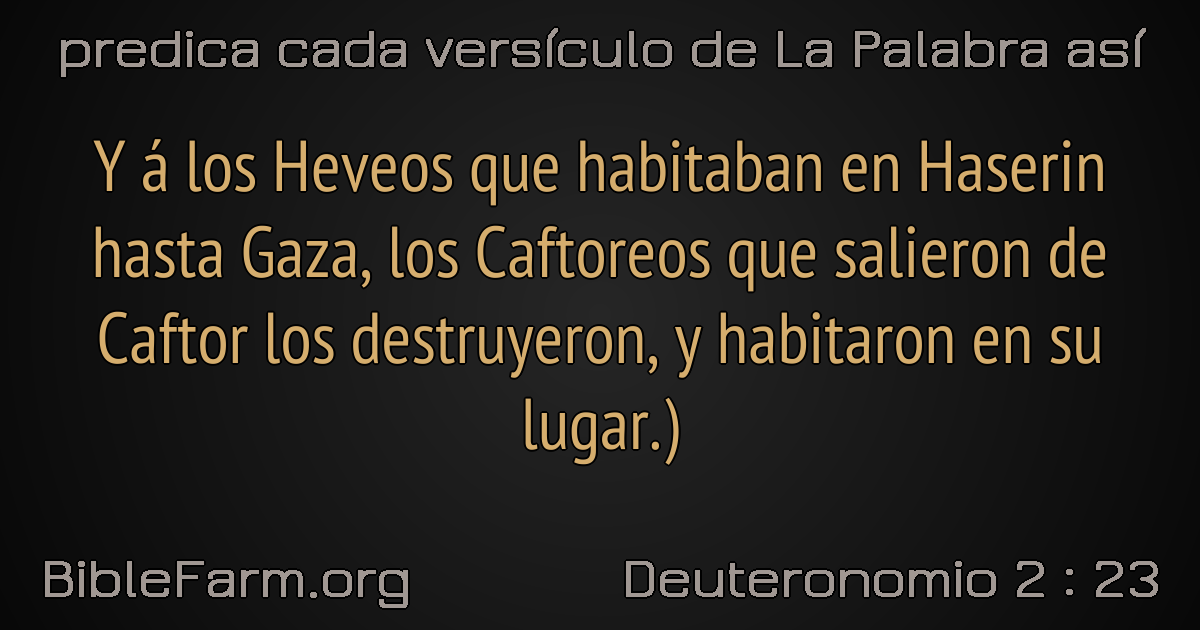 predica cada versículo de La Palabra así
Y á los Heveos que habitaban en Haserin
hasta Gaza, los Caftoreos que salieron de
Caftor los destruyeron, y habitaron en su
lugar.)
BibleFarm.org
Deuteronomio 2 : 23